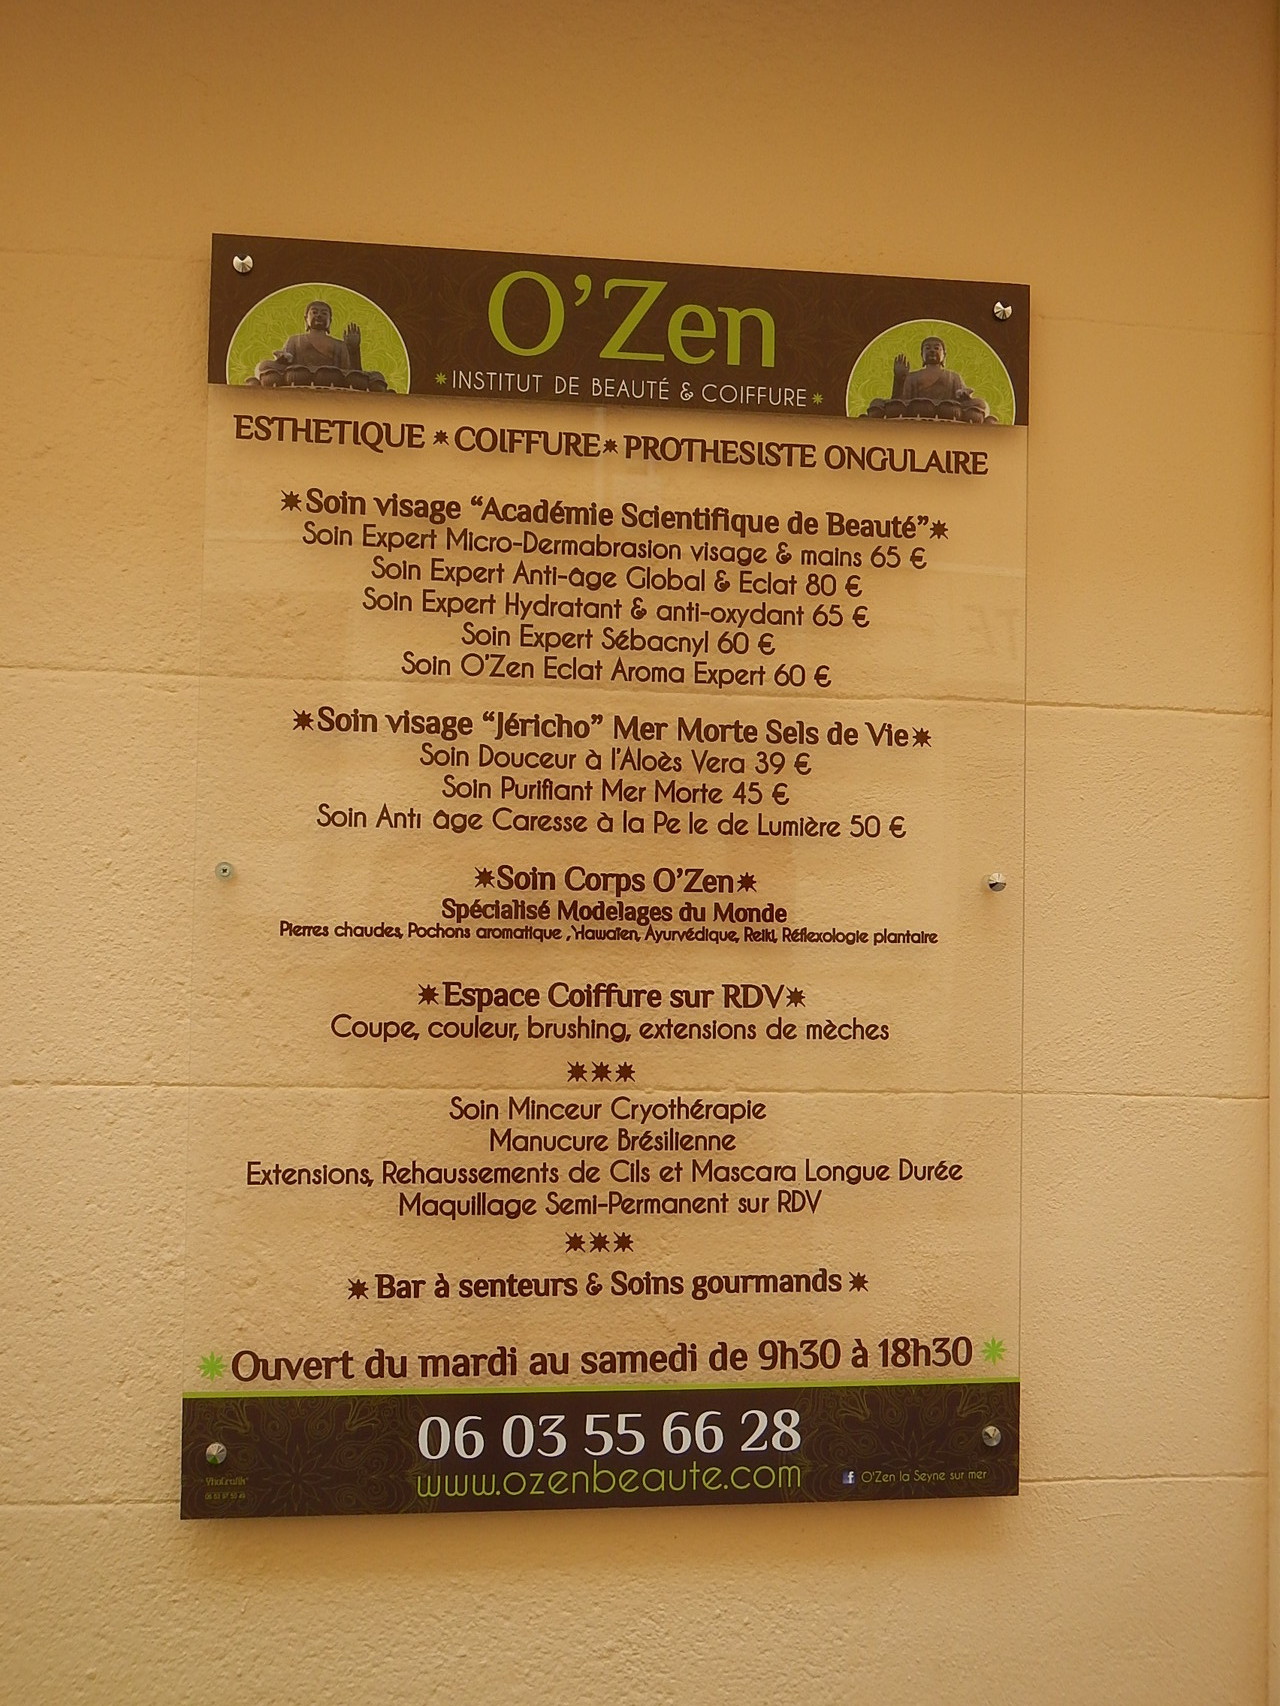 O'Zen
INSTITUT DE BEAUTÉ & COIFFURE
ESTHETIQUE COIFFURE PROTHESISTE ONGULAIRE
Soin visage “Académie Scientifique de Beauté”
Soin Expert Micro-Dermabrasion visage & mains 65 €
Soin Expert Anti-âge Global & Eclat 80 €
Soin Expert Hydratant & anti-oxydant 65 €
Soin Expert Sébacnyl 60 €
Soin O'Zen Eclat Aroma Expert 60 €
Soin visage “Jéricho” Mer Morte Sels de Vie
Soin Douceur à l'Aloès Vera 39 €
Soin Purifiant Mer Morte 45 €
Soin Anti âge Caresse à la Pe le de Lumière 50 €
Soin Corps O'Zen
Spécialisé Modelages du Monde
Pierres chaudes, Pochons aromatique , Hawaïen, Ayurvédique, Reiki, Réflexologie plantaire
Espace Coiffure sur RDV
Coupe, couleur, brushing, extensions de mèches
Soin Minceur Cryothérapie
Manucure Brésilienne
Extensions, Rehaussements de Cils et Mascara Longue Durée
Maquillage Semi-Permanent sur RDV
Bar à senteurs & Soins gourmands
Ouvert du mardi au samedi de 9h30 à 18h30
06 03 55 66 28
www.ozenbeaute.com
f O'Zen la Seyne sur mer